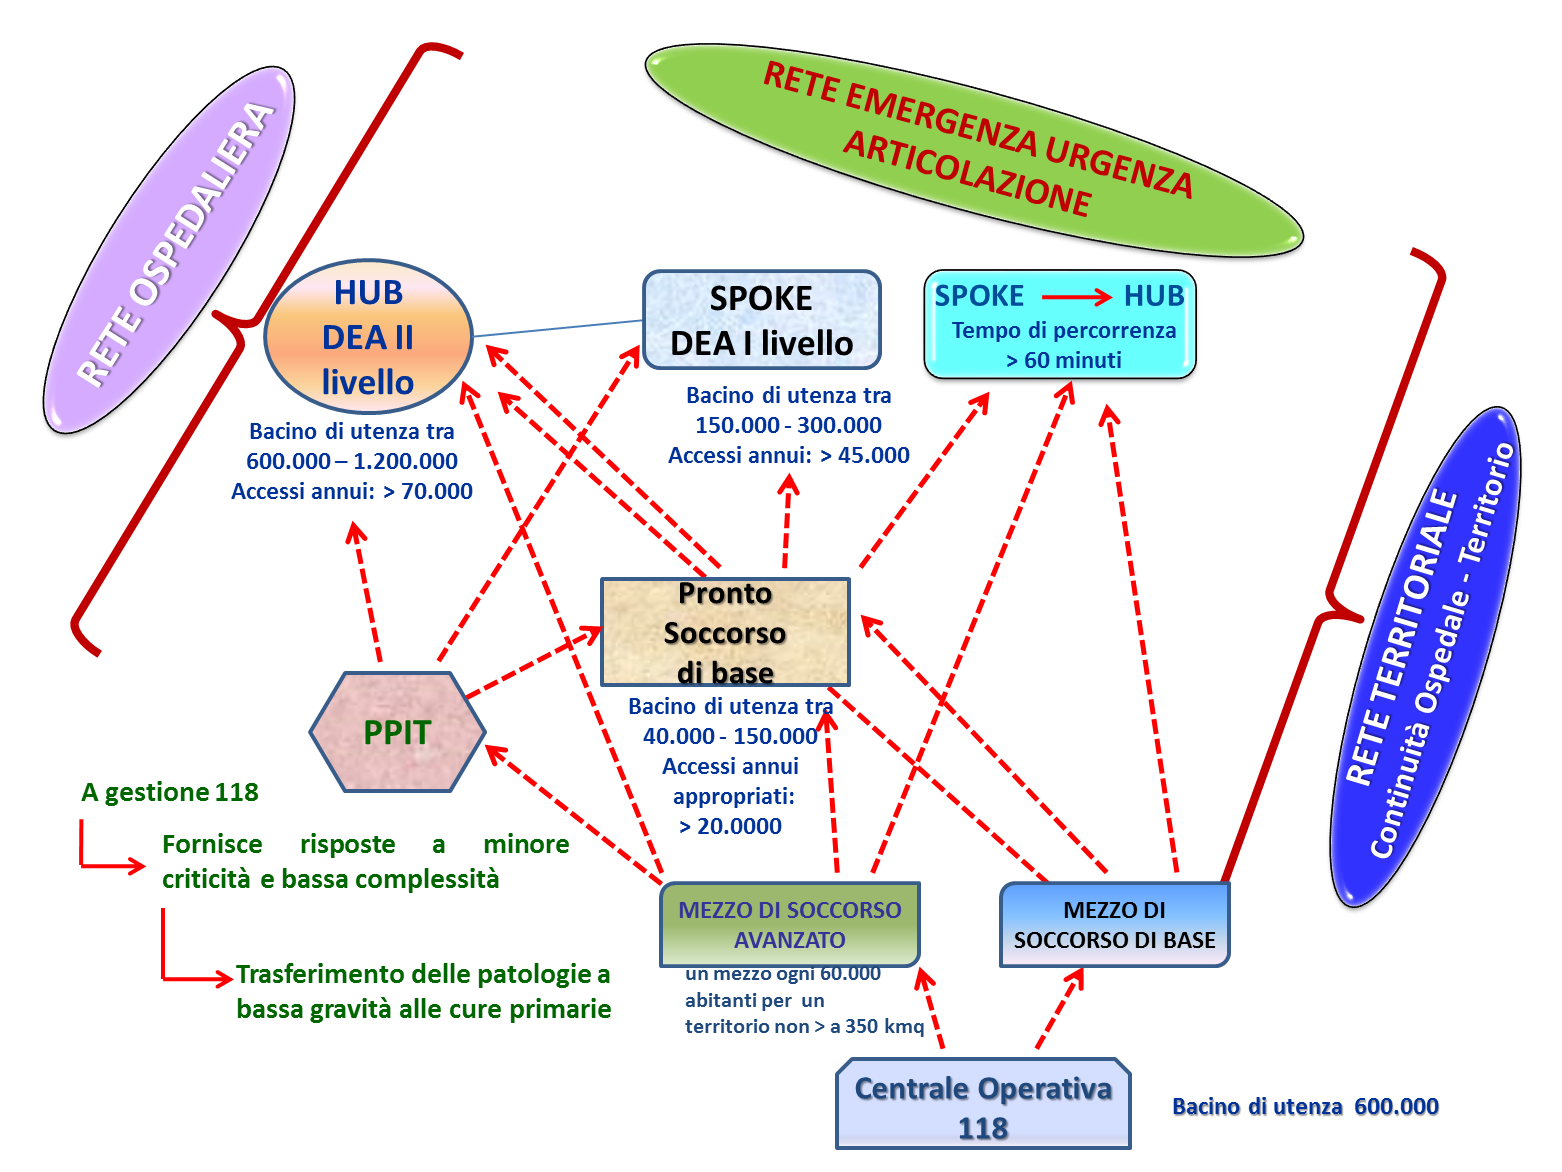 RETE OSPEDALIERA
RETE EMERGENZA URGENZA
ARTICOLAZIONE
HUB
DEA II
livello
Bacino di utenza tra
600.000 – 1.200.000
Accessi annui: > 70.000
SPOKE
DEA I livello
Bacino di utenza tra
150.000 - 300.000
Accessi annui: > 45.000
SPOKE HUB
Tempo di percorrenza
> 60 minuti
RETE TERRITORIALE
Continuità Ospedale - Territorio
Pronto
Soccorso
di base
Bacino di utenza tra
40.000 - 150.000
Accessi annui
appropriati:
> 20.0000
PPIT
A gestione 118
Fornisce risposte a minore
criticità e bassa complessità
Trasferimento delle patologie a
bassa gravità alle cure primarie
MEZZO DI SOCCORSO
AVANZATO
un mezzo ogni 60.000
abitanti per un
territorio non > a 350 kmq
MEZZO DI
SOCCORSO DI BASE
Centrale Operativa
118
Bacino di utenza 600.000